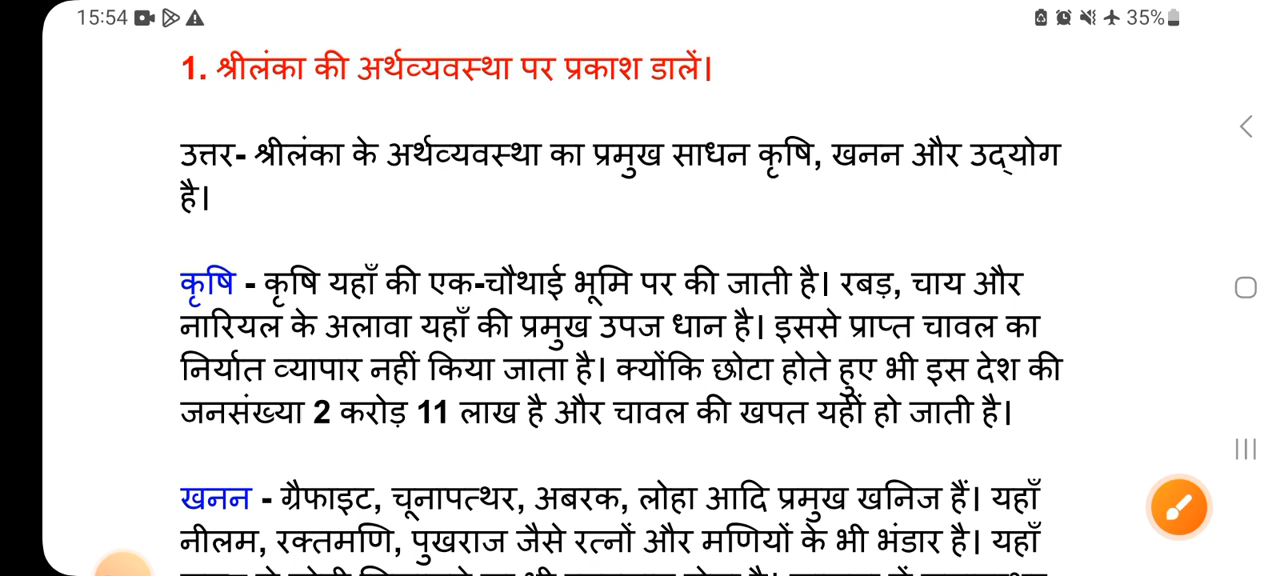 15:54
35%
1. श्रीलंका की अर्थव्यवस्था पर प्रकाश डालें।
उत्तर- श्रीलंका के अर्थव्यवस्था का प्रमुख साधन कृषि, खनन और उद्‌योग
है।
कृषि - कृषि यहाँ की एक-चौथाई भूमि पर की जाती है। रबड़, चाय और
नारियल के अलावा यहाँ की प्रमुख उपज धान है। इससे प्राप्त चावल का
निर्यात व्यापार नहीं किया जाता है। क्योंकि छोटा होते हुए भी इस देश की
जनसंख्या 2 करोड़ 11 लाख है और चावल की खपत यहीं हो जाती है।
खनन - ग्रैफाइट, चूनापत्थर, अबरक, लोहा आदि प्रमुख खनिज हैं। यहाँ
नीलम, रक्तमणि, पुखराज जैसे रत्नों और मणियों के भी भंडार है। यहाँ